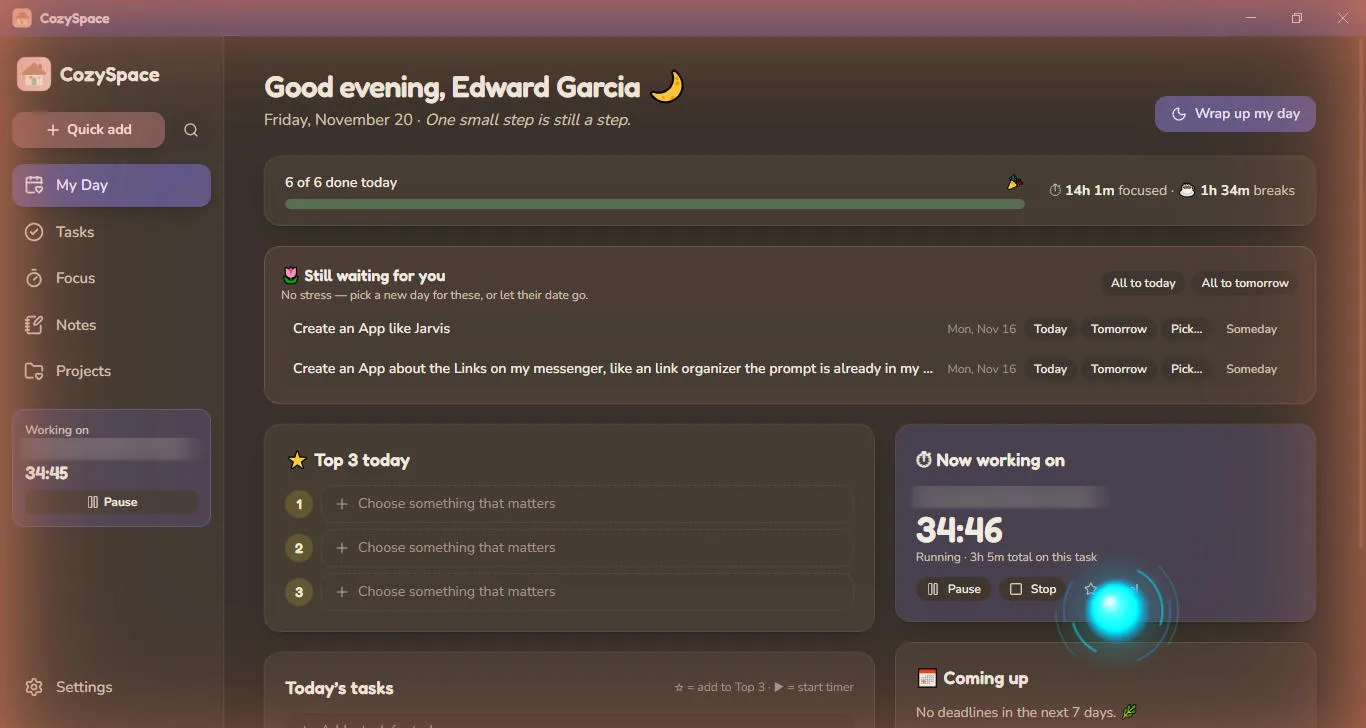 CozySpace
CozySpace
Quick add
My Day
Tasks
Focus
Notes
Projects
Working on
34:45
Pause
Settings
Good evening, Edward Garcia 🌛
Friday, November 20 · One small step is still a step.
Wrap up my day
6 of 6 done today
14h 1m focused · ☕ 1h 34m breaks
Still waiting for you
No stress — pick a new day for these, or let their date go.
All to today
All to tomorrow
Create an App like Jarvis
Mon, Nov 16
Today
Tomorrow
Pick...
Someday
Create an App about the Links on my messenger, like an link organizer the prompt is already in my ...
Mon, Nov 16
Today
Tomorrow
Pick...
Someday
Top 3 today
1
Choose something that matters
2
Choose something that matters
3
Choose something that matters
Now working on
34:46
Running · 3h 5m total on this task
Pause
Stop
Today's tasks
☆ = add to Top 3 · ▶ = start timer
Coming up
No deadlines in the next 7 days. 🌿